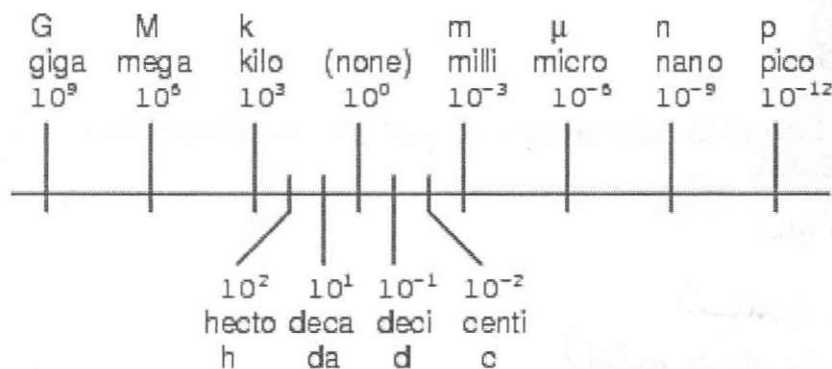 G M k m μ n p
giga mega kilo (none) milli micro nano pico
10⁹ 10⁶ 10³ 10⁰ 10⁻³ 10⁻⁶ 10⁻⁹ 10⁻¹²
10² 10¹ 10⁻¹ 10⁻²
hecto deca deci centi
h da d c